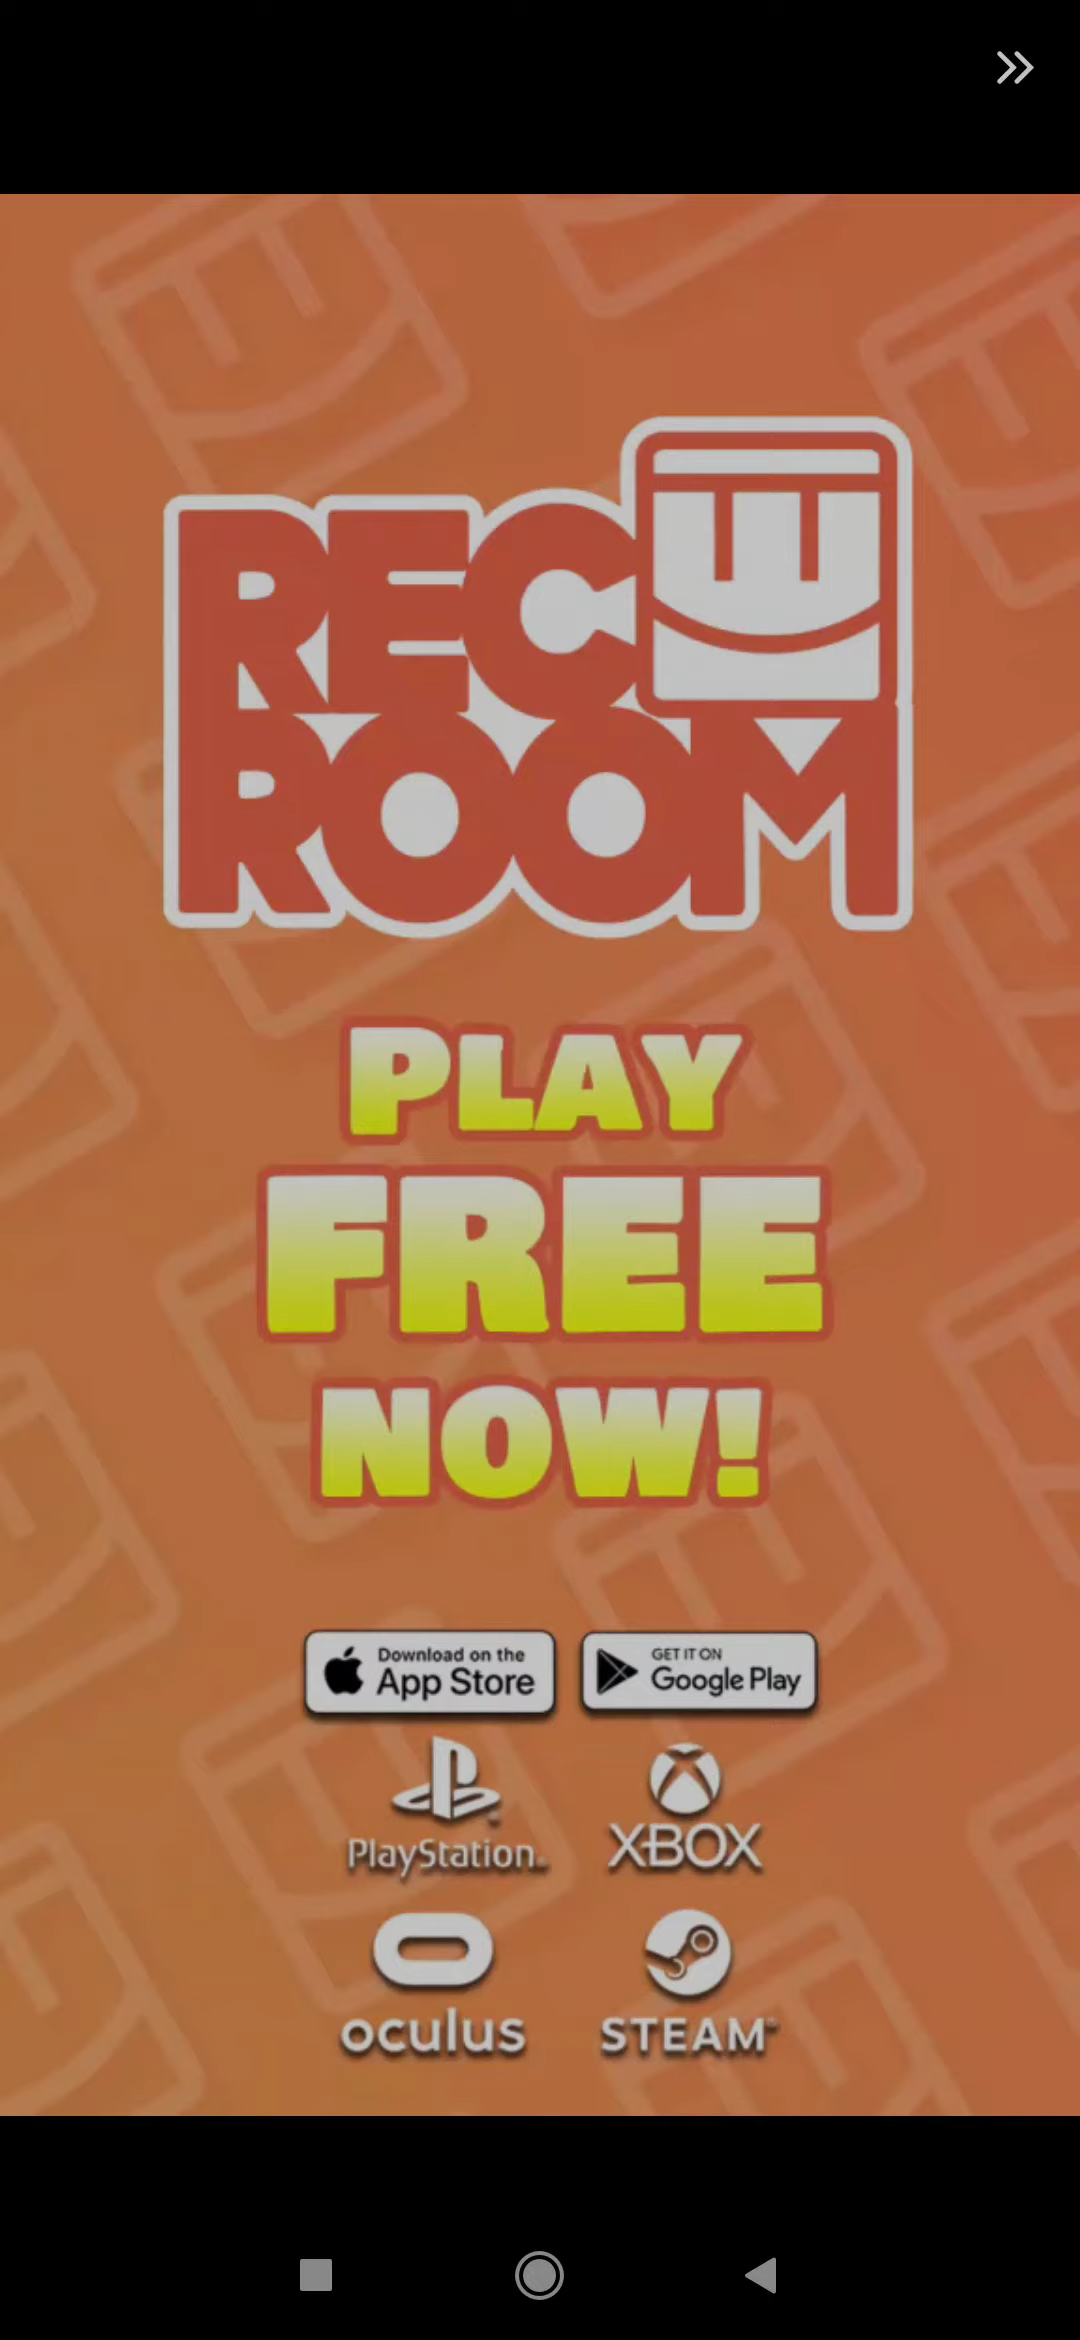 REC
ROOM
PLAY
FREE
NOW!
Download on the
App Store
GET IT ON
Google Play
PlayStation
XBOX
oculus
STEAM